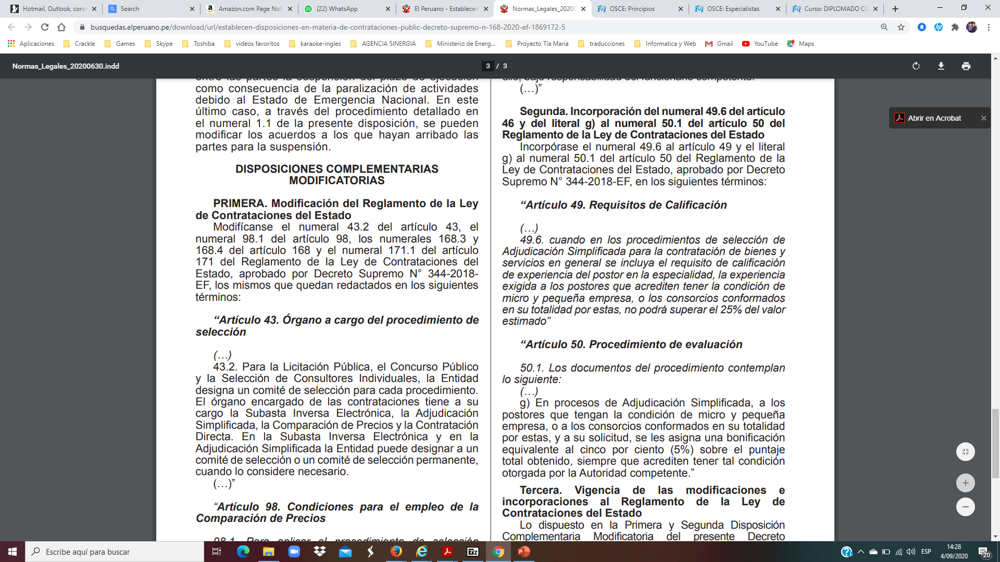 Hotmail, Outlook, coro
Search
Amazon.com Page Not
(22) WhatsApp
El Peruano - Establecen
Normas_Legales_2020
OSCE: Principios
OSCE: Especialistas
Curso: DIPLOMADO CO
busquedas.elperuano.pe/download/url/establecen-disposiciones-en-materia-de-contrataciones-public-decreto-supremo-n-168-2020-ef-1869172-5
Aplicaciones
Crackle
Games
Skype
Toshiba
videos favoritos
karaoke-ingles
AGENCIA SINERGIA
Ministerio de Energ...
Proyecto Tía Maria
traducciones
Informatica y Web
Gmail
YouTube
Maps
Normas_Legales_20200630.indd
3 / 3
Abrir en Acrobat
entre las partes la suspensión del plazo de ejecución
como consecuencia de la paralización de actividades
debido al Estado de Emergencia Nacional. En este
último caso, a través del procedimiento detallado en
el numeral 1.1 de la presente disposición, se pueden
modificar los acuerdos a los que hayan arribado las
partes para la suspensión.
DISPOSICIONES COMPLEMENTARIAS
MODIFICATORIAS
PRIMERA. Modificación del Reglamento de la Ley
de Contrataciones del Estado
Modifícanse el numeral 43.2 del artículo 43, el
numeral 98.1 del artículo 98, los numerales 168.3 y
168.4 del artículo 168 y el numeral 171.1 del artículo
171 del Reglamento de la Ley de Contrataciones del
Estado, aprobado por Decreto Supremo N° 344-2018-
EF, los mismos que quedan redactados en los siguientes
términos:
“Artículo 43. Órgano a cargo del procedimiento de
selección
(…)
43.2. Para la Licitación Pública, el Concurso Público
y la Selección de Consultores Individuales, la Entidad
designa un comité de selección para cada procedimiento.
El órgano encargado de las contrataciones tiene a su
cargo la Subasta Inversa Electrónica, la Adjudicación
Simplificada, la Comparación de Precios y la Contratación
Directa. En la Subasta Inversa Electrónica y en la
Adjudicación Simplificada la Entidad puede designar a un
comité de selección o un comité de selección permanente,
cuando lo considere necesario.
(…)”
“Artículo 98. Condiciones para el empleo de la
Comparación de Precios
98.1. Para aplicar el procedimiento de selección
ello, bajo responsabilidad del funcionario competente.
(…)”
Segunda. Incorporación del numeral 49.6 del artículo
46 y del literal g) al numeral 50.1 del artículo 50 del
Reglamento de la Ley de Contrataciones del Estado
Incorpórase el numeral 49.6 al artículo 49 y el literal
g) al numeral 50.1 del artículo 50 del Reglamento de la
Ley de Contrataciones del Estado, aprobado por Decreto
Supremo N° 344-2018-EF, en los siguientes términos:
“Artículo 49. Requisitos de Calificación
(…)
49.6. cuando en los procedimientos de selección de
Adjudicación Simplificada para la contratación de bienes y
servicios en general se incluya el requisito de calificación
de experiencia del postor en la especialidad, la experiencia
exigida a los postores que acrediten tener la condición de
micro y pequeña empresa, o los consorcios conformados
en su totalidad por estas, no podrá superar el 25% del valor
estimado”
“Artículo 50. Procedimiento de evaluación
50.1. Los documentos del procedimiento contemplan
lo siguiente:
(…)
g) En procesos de Adjudicación Simplificada, a los
postores que tengan la condición de micro y pequeña
empresa, o a los consorcios conformados en su totalidad
por estas, y a su solicitud, se les asigna una bonificación
equivalente al cinco por ciento (5%) sobre el puntaje
total obtenido, siempre que acrediten tener tal condición
otorgada por la Autoridad competente.”
Tercera. Vigencia de las modificaciones e
incorporaciones al Reglamento de la Ley de
Contrataciones del Estado
Lo dispuesto en la Primera y Segunda Disposición
Complementaria Modificatoria del presente Decreto
Escribe aquí para buscar
ESP
14:28
4/09/2020
20